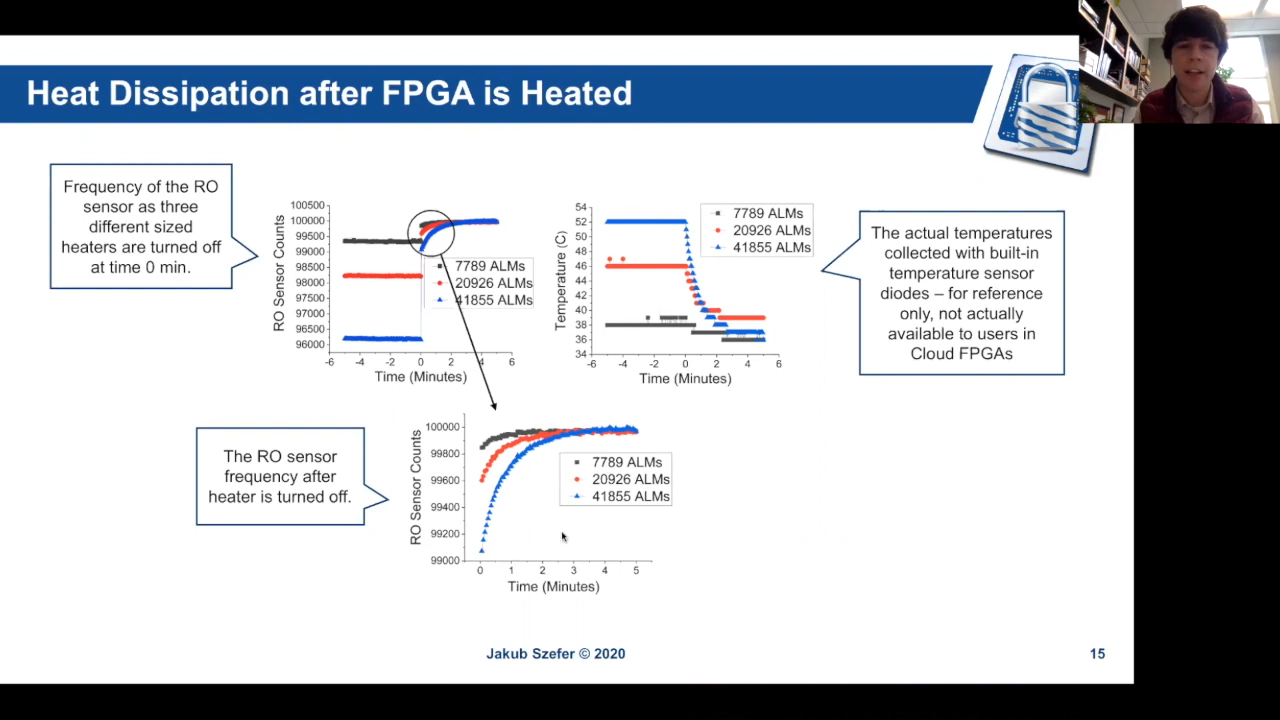 Heat Dissipation after FPGA is Heated
Frequency of the RO
sensor as three
different sized
heaters are turned off
at time 0 min.
RO Sensor Counts
100500
100000
99500
99000
98500
98000
97500
97000
96500
96000
7789 ALMs
20926 ALMs
41855 ALMs
-6 -4 -2 0 2 4 6
Time (Minutes)
Temperature (C)
54
52
50
48
46
44
42
40
38
36
34
7789 ALMs
20926 ALMs
41855 ALMs
-6 -4 -2 0 2 4 6
Time (Minutes)
The actual temperatures
collected with built-in
temperature sensor
diodes – for reference
only, not actually
available to users in
Cloud FPGAs
The RO sensor
frequency after
heater is turned off.
RO Sensor Counts
100000
99800
99600
99400
99200
99000
7789 ALMs
20926 ALMs
41855 ALMs
0 1 2 3 4 5
Time (Minutes)
Jakub Szefer © 2020
15